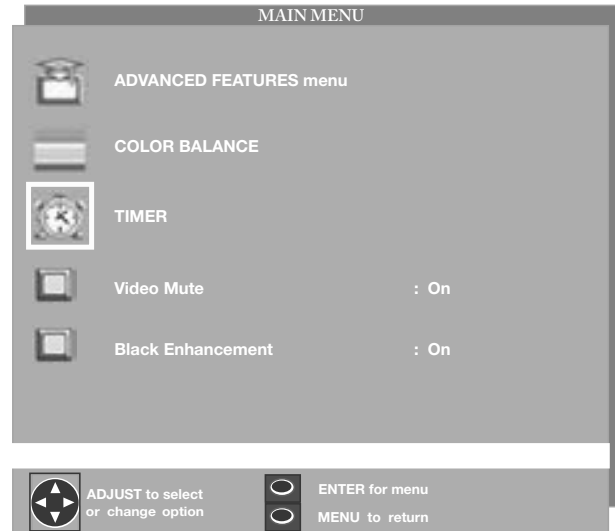 MAIN MENU
ADVANCED FEATURES menu
COLOR BALANCE
TIMER
Video Mute : On
Black Enhancement : On
ADJUST to select
or change option
ENTER for menu
MENU to return